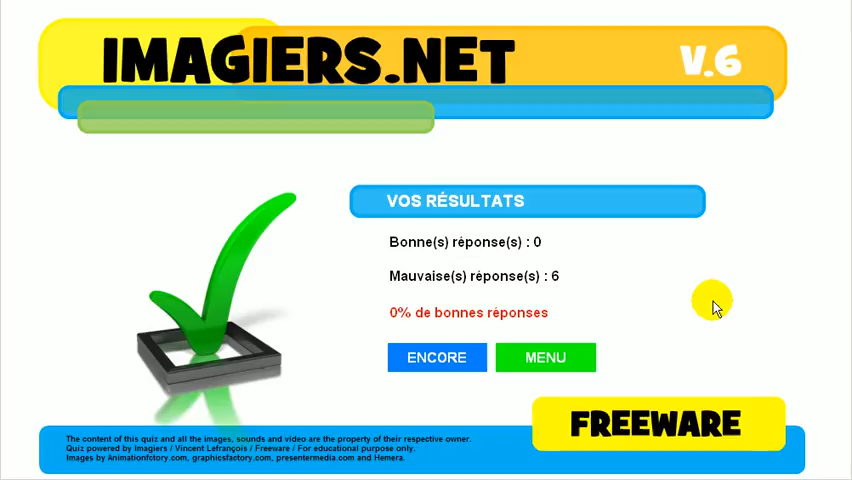 IMAGIERS.NET
V.6
VOS RÉSULTATS
Bonne(s) réponse(s) : 0
Mauvaise(s) réponse(s) : 6
0% de bonnes réponses
ENCORE
MENU
FREEWARE
The content of this quiz and all the images, sounds and video are the property of their respective owner.
Quiz powered by Imagiers / Vincent Lefrançois / Freeware / For educational purpose only.
Images by Animationfctory.com, graphicsfactory.com, presentermedia.com and Hemera.